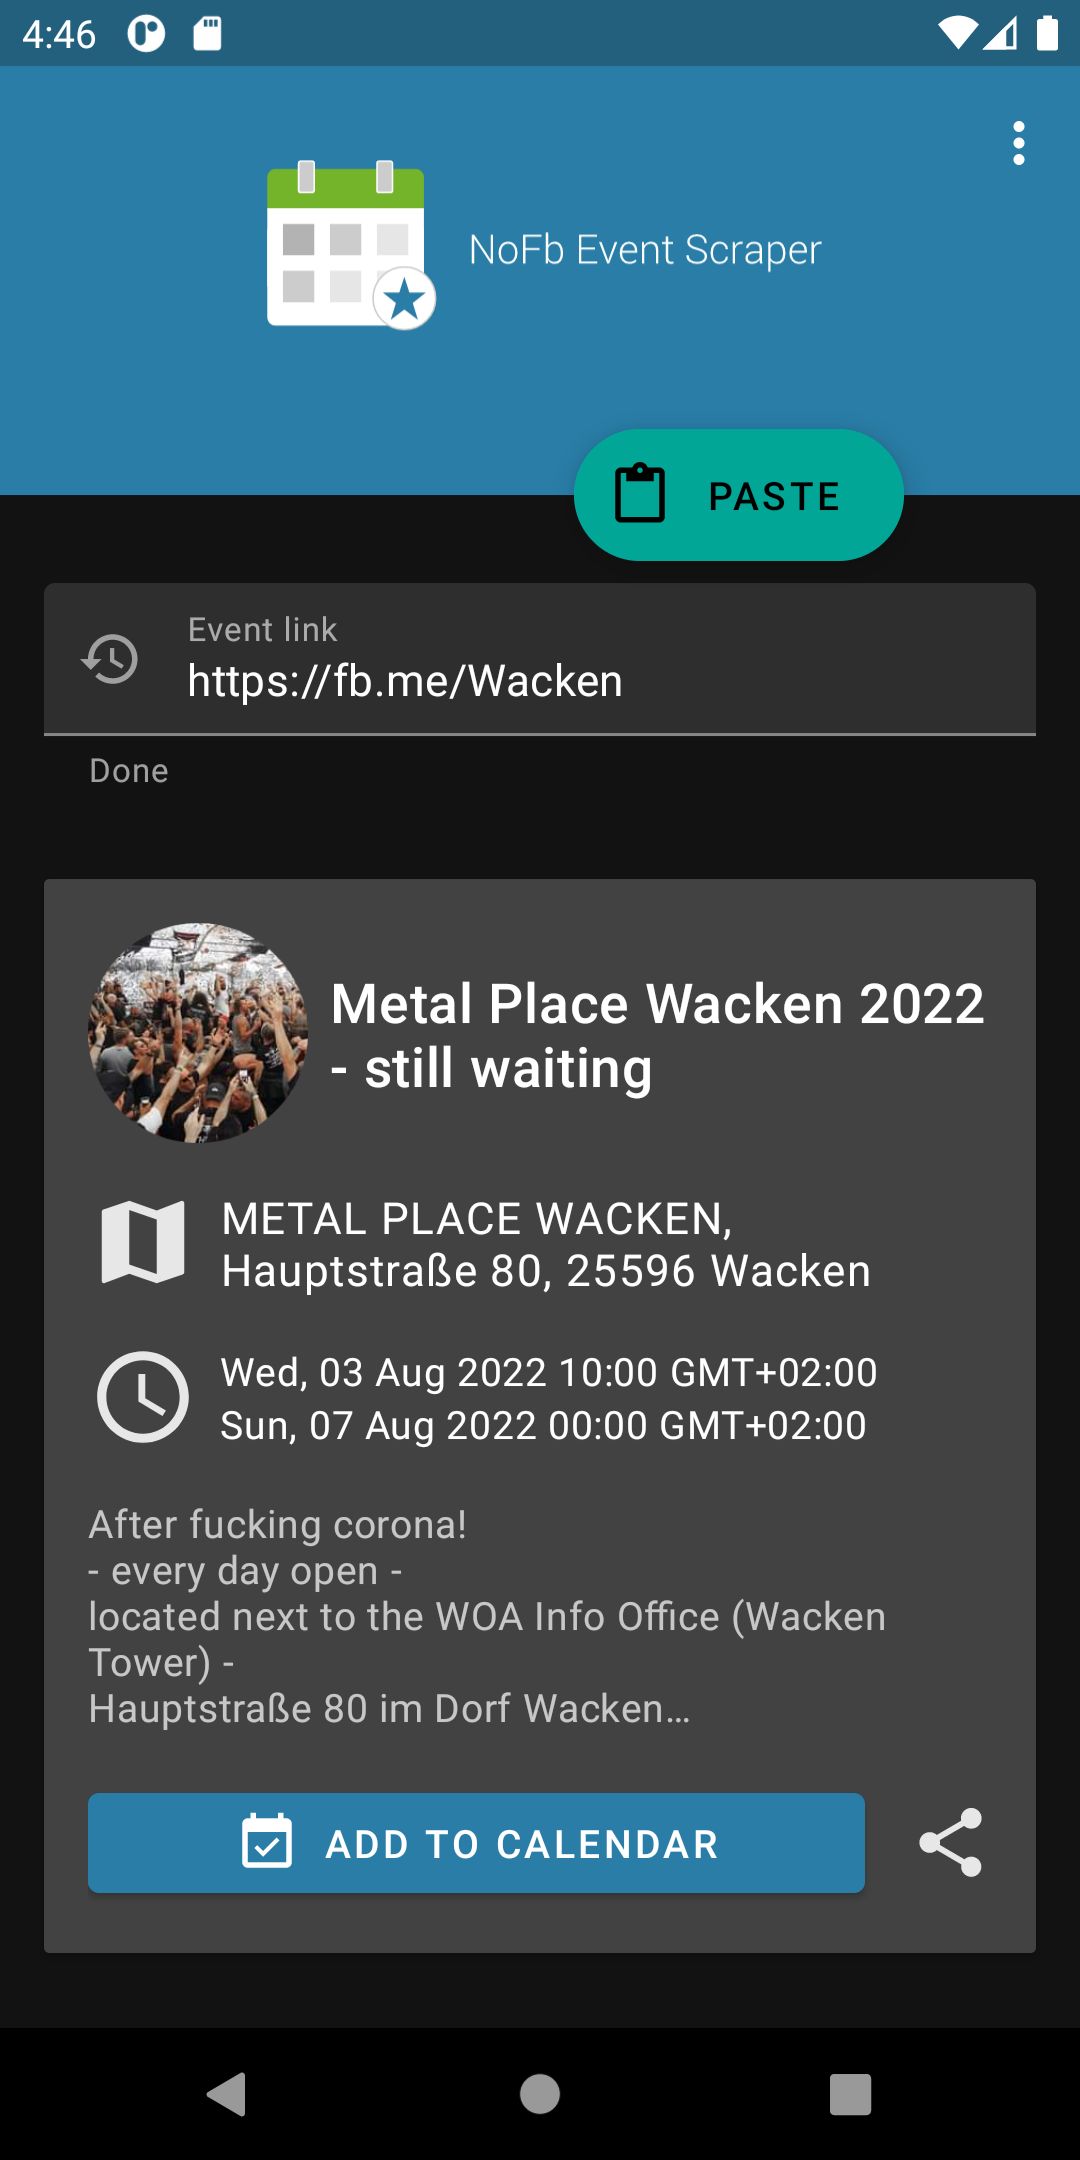 4:46
NoFb Event Scraper
PASTE
Event link
https://fb.me/Wacken
Done
Metal Place Wacken 2022
- still waiting
METAL PLACE WACKEN,
Hauptstraße 80, 25596 Wacken
Wed, 03 Aug 2022 10:00 GMT+02:00
Sun, 07 Aug 2022 00:00 GMT+02:00
After fucking corona!
- every day open -
located next to the WOA Info Office (Wacken
Tower) -
Hauptstraße 80 im Dorf Wacken…
ADD TO CALENDAR